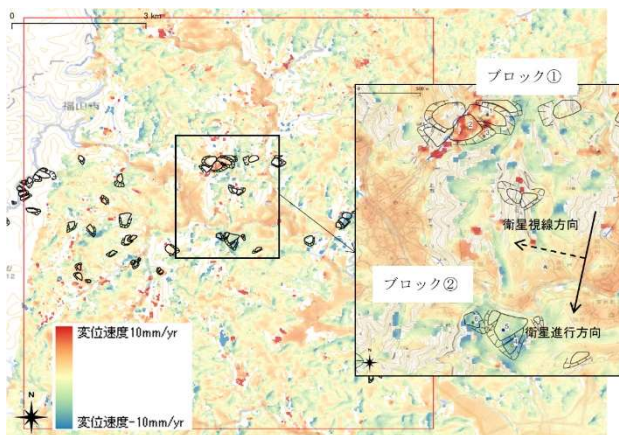 0 3 km
ブロック①
福山
衛星視線方向
ブロック②
衛星進行方向
変位速度10mm/yr
変位速度-10mm/yr
N